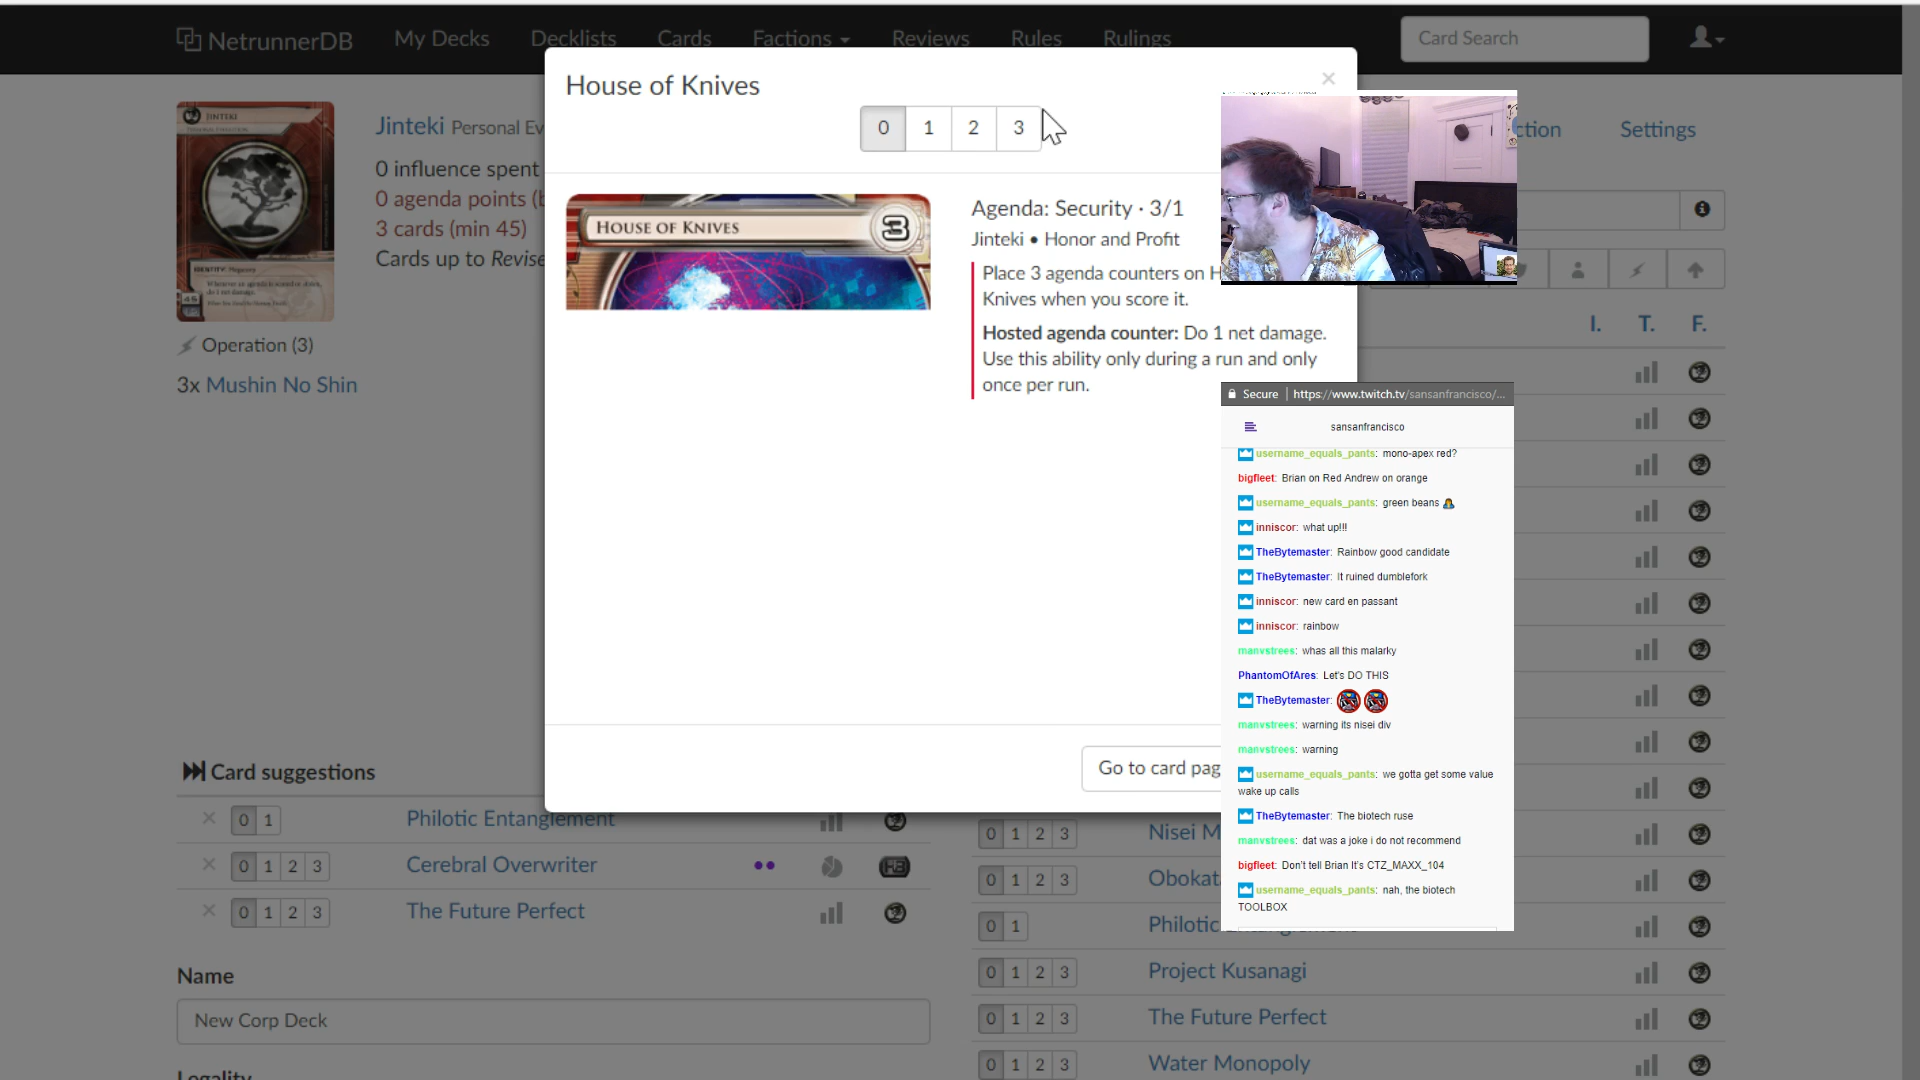 NetrunnerDB
My Decks
Decklists
Cards
Factions
Reviews
Rules
Rulings
Card Search
House of Knives
×
0 1 2 3
JINTEKI
Jinteki Personal Ev
0 influence spent
0 agenda points (b
3 cards (min 45)
Cards up to Revise
Operation (3)
3x Mushin No Shin
HOUSE OF KNIVES
3
Agenda: Security · 3/1
Jinteki • Honor and Profit
Place 3 agenda counters on H
Knives when you score it.
Hosted agenda counter: Do 1 net damage.
Use this ability only during a run and only
once per run.
Go to card pag
ction
Settings
I. T. F.
Secure | https://www.twitch.tv/sansanfrancisco/...
sansanfrancisco
username_equals_pants: mono-apex red?
bigfleet: Brian on Red Andrew on orange
username_equals_pants: green beans
inniscor: what up!!!
TheBytemaster: Rainbow good candidate
TheBytemaster: It ruined dumblefork
inniscor: new card en passant
inniscor: rainbow
manvstrees: whas all this malarky
PhantomOfAres: Let's DO THIS
TheBytemaster:
manvstrees: warning its nisei div
manvstrees: warning
username_equals_pants: we gotta get some value
wake up calls
TheBytemaster: The biotech ruse
manvstrees: dat was a joke i do not recommend
bigfleet: Don't tell Brian It's CTZ_MAXX_104
username_equals_pants: nah, the biotech
TOOLBOX
Card suggestions
× 0 1 Philotic Entanglement
× 0 1 2 3 Cerebral Overwriter
× 0 1 2 3 The Future Perfect
Name
New Corp Deck
Legality
0 1 2 3 Nisei M
0 1 2 3 Obokat
0 1 Philotic
0 1 2 3 Project Kusanagi
0 1 2 3 The Future Perfect
0 1 2 3 Water Monopoly